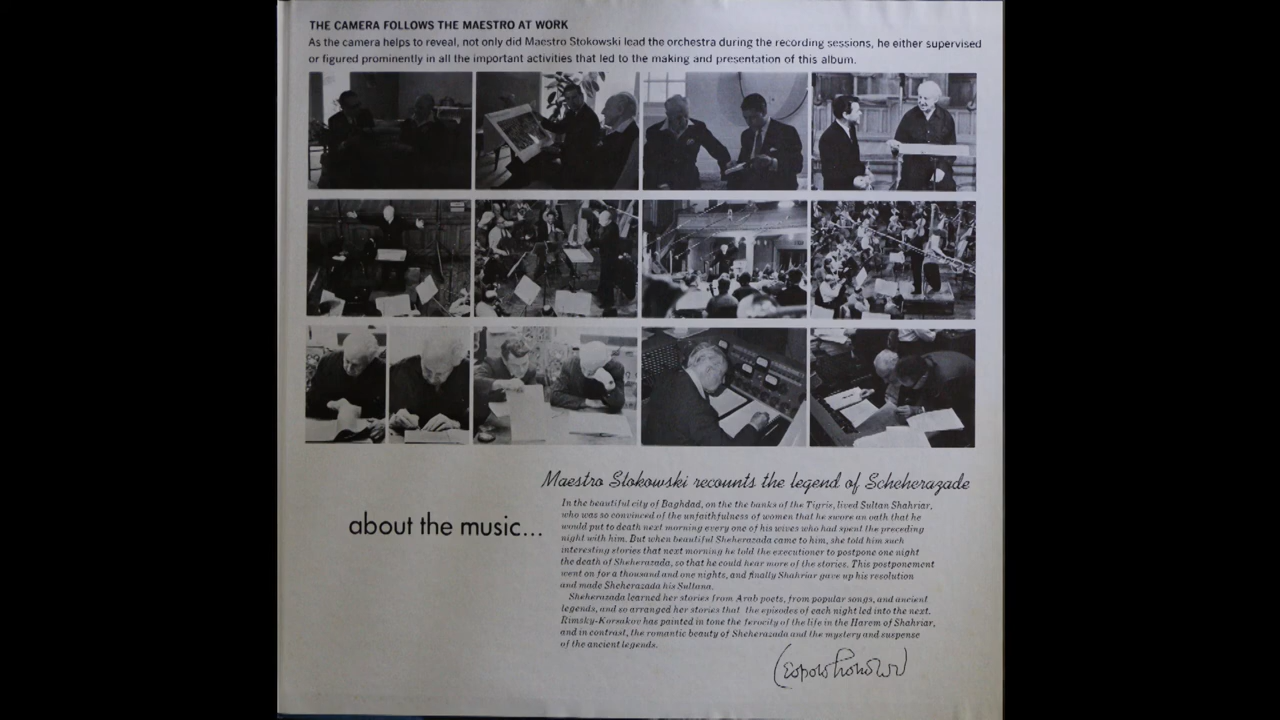 THE CAMERA FOLLOWS THE MAESTRO AT WORK
As the camera helps to reveal, not only did Maestro Stokowski lead the orchestra during the recording sessions, he either supervised
or figured prominently in all the important activities that led to the making and presentation of this album.
Maestro Stokowski recounts the legend of Scheherazade
about the music...
In the beautiful city of Baghdad, on the the banks of the Tigris, lived Sultan Shahriar,
who was so convinced of the unfaithfulness of women that he swore an oath that he
would put to death next morning every one of his wives who had spent the preceding
night with him. But when beautiful Sheherazada came to him, she told him such
interesting stories that next morning he told the executioner to postpone one night
the death of Sheherazada, so that he could hear more of the stories. This postponement
went on for a thousand and one nights, and finally Shahriar gave up his resolution
and made Sheherazada his Sultana.
Sheherazada learned her stories from Arab poets, from popular songs, and ancient
legends, and so arranged her stories that the episodes of each night led into the next.
Rimsky-Korsakov has painted in tone the ferocity of the life in the Harem of Shahriar,
and in contrast, the romantic beauty of Sheherazada and the mystery and suspense
of the ancient legends.